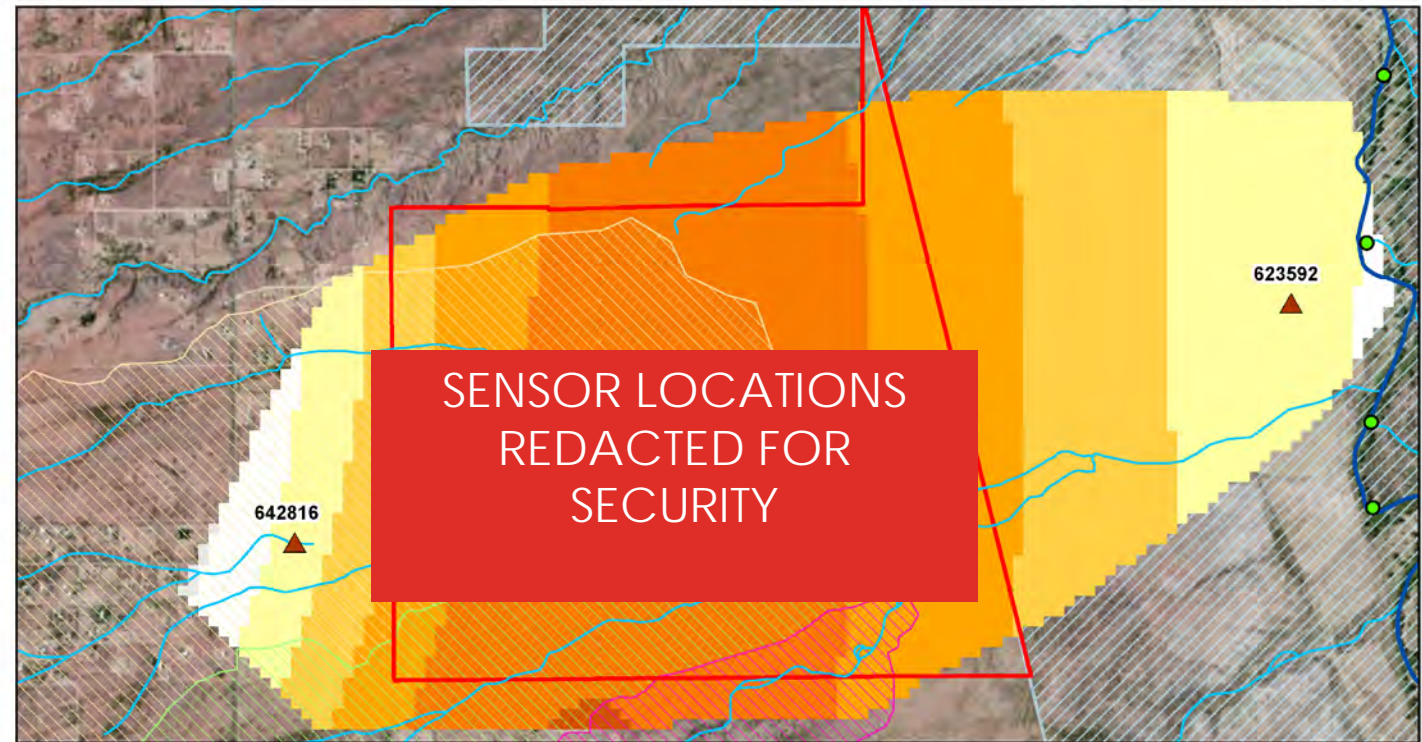 623592
SENSOR LOCATIONS
REDACTED FOR
SECURITY
642816